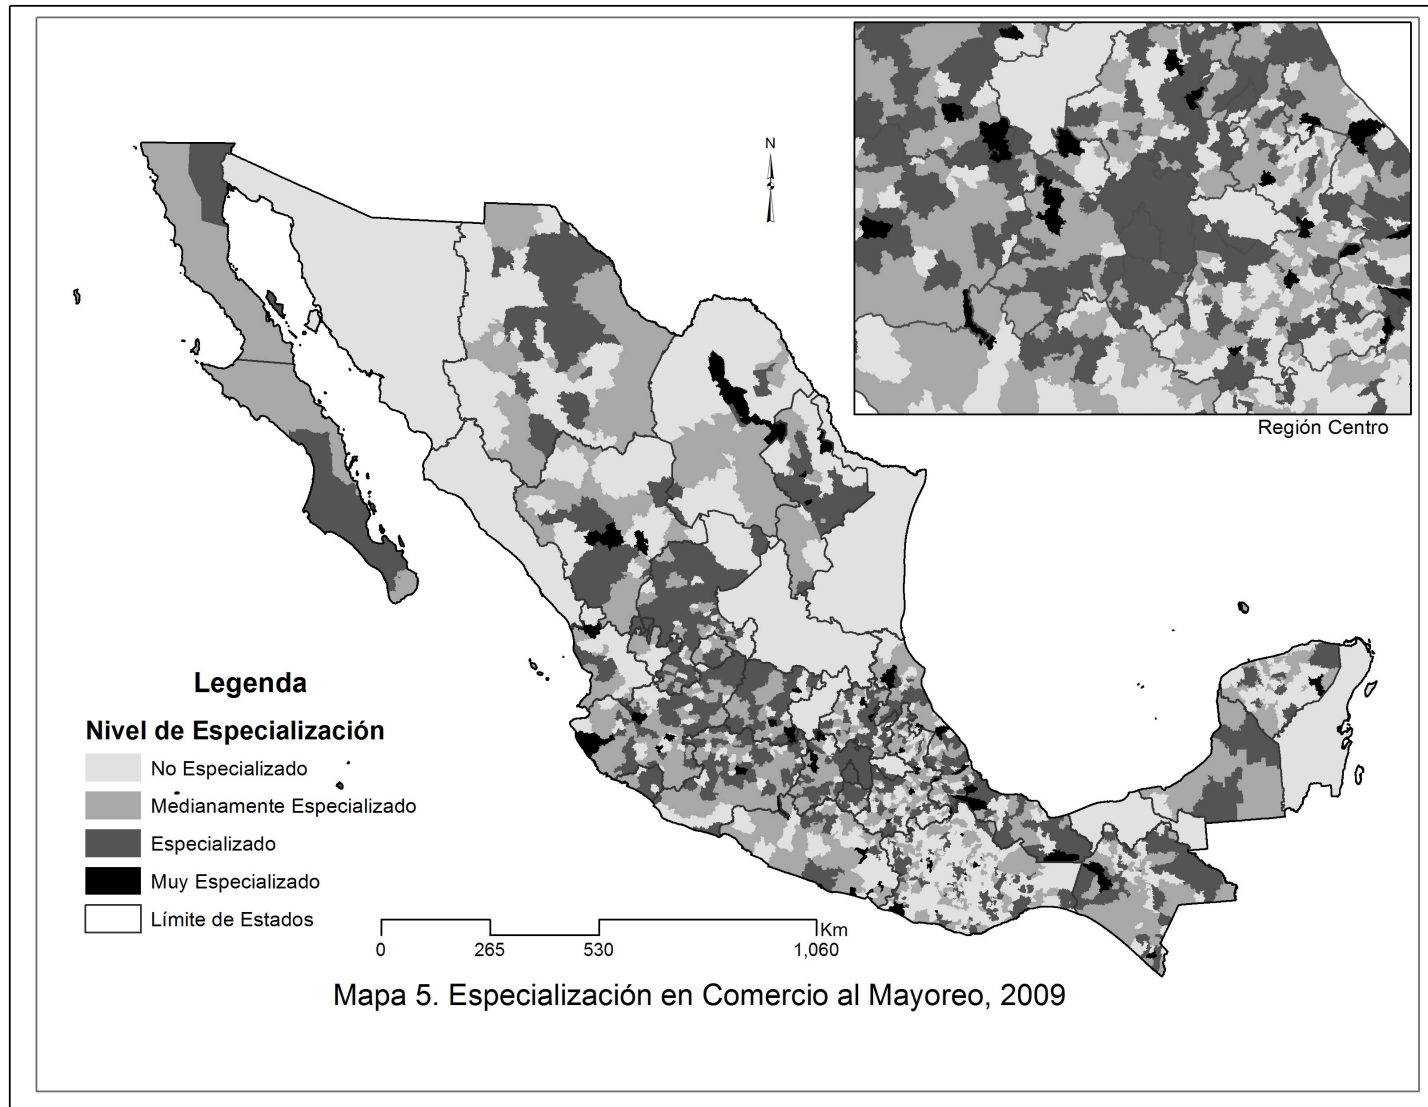 N
Región Centro
Legenda
Nivel de Especialización
No Especializado
Medianamente Especializado
Especializado
Muy Especializado
Límite de Estados
Km
0 265 530 1,060
Mapa 5. Especialización en Comercio al Mayoreo, 2009